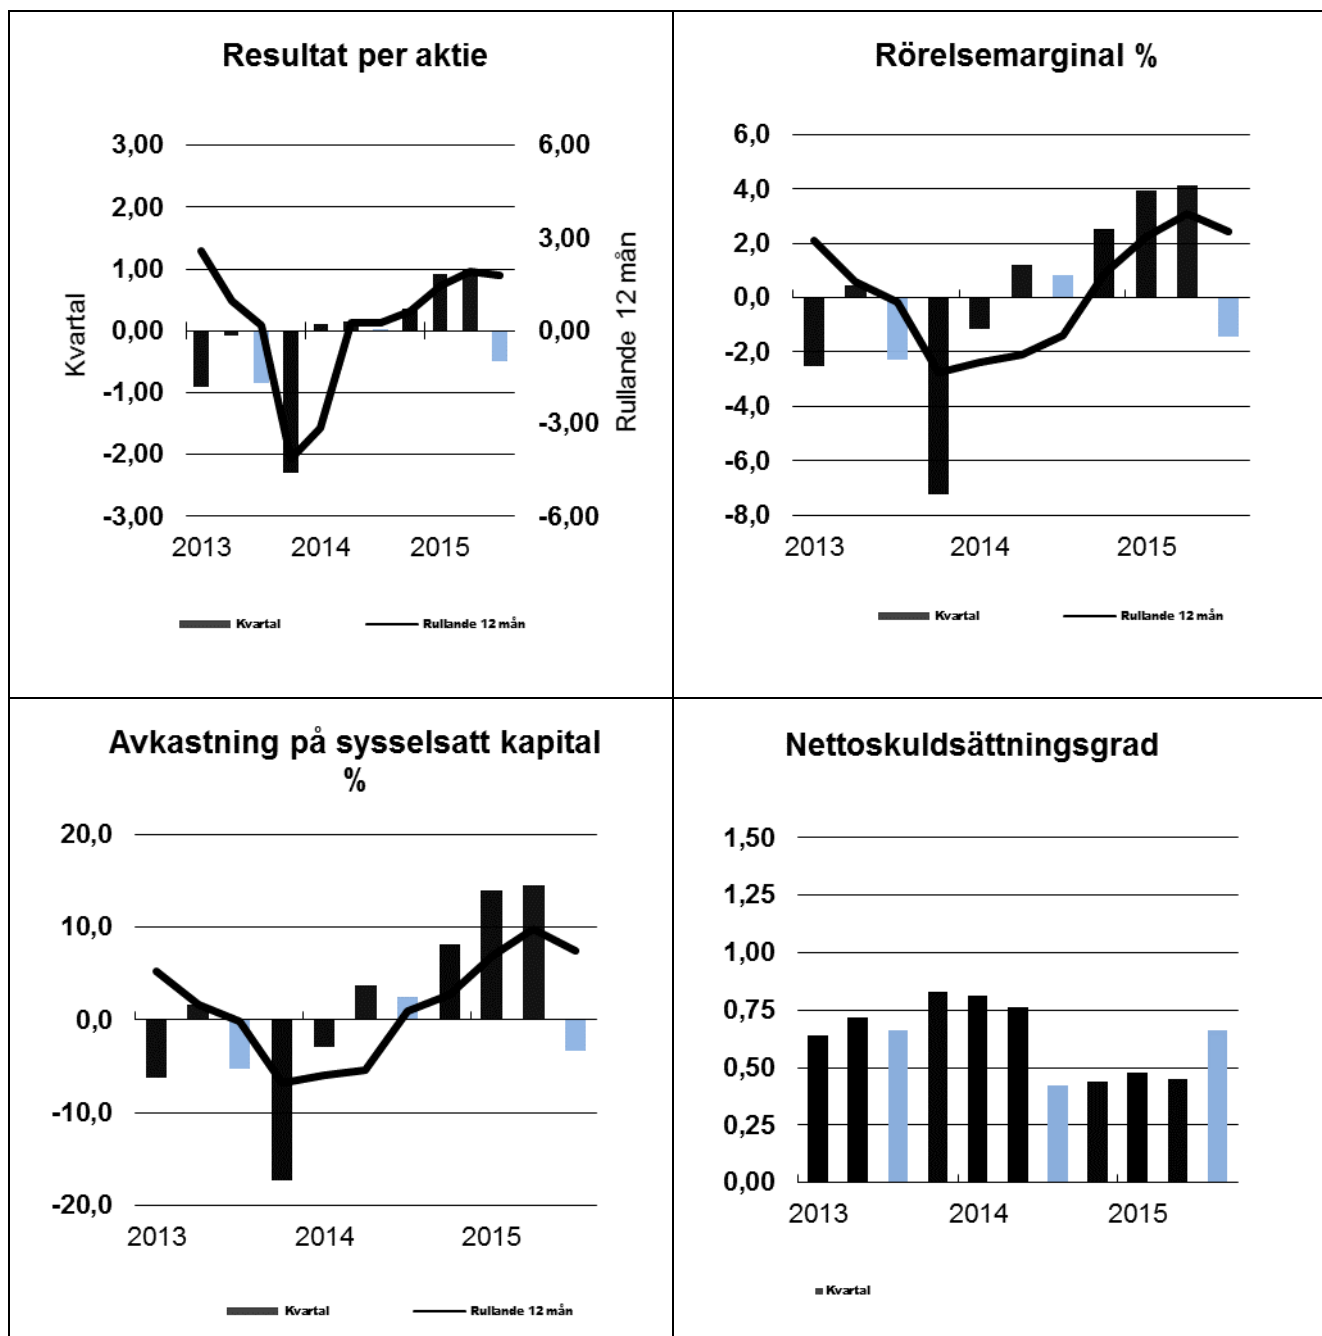 Resultat per aktie
3,00
2,00
1,00
0,00
-1,00
-2,00
-3,00
Kvartal
6,00
3,00
0,00
-3,00
-6,00
Rullande 12 mån
2013 2014 2015
Kvartal Rullande 12 mån
Rörelsemarginal %
6,0
4,0
2,0
0,0
-2,0
-4,0
-6,0
-8,0
2013 2014 2015
Kvartal Rullande 12 mån
Avkastning på sysselsatt kapital
%
20,0
10,0
0,0
-10,0
-20,0
2013 2014 2015
Kvartal Rullande 12 mån
Nettoskuldsättningsgrad
1,50
1,25
1,00
0,75
0,50
0,25
0,00
2013 2014 2015
Kvartal